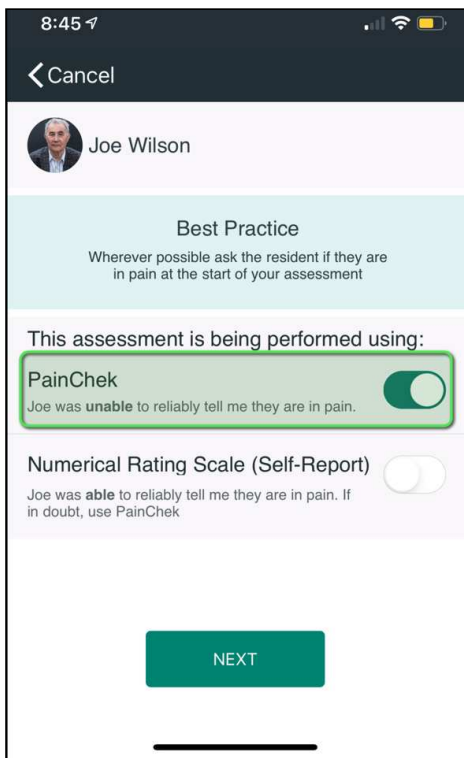 8:45
Cancel
Joe Wilson
Best Practice
Wherever possible ask the resident if they are
in pain at the start of your assessment
This assessment is being performed using:
PainChek
Joe was unable to reliably tell me they are in pain.
Numerical Rating Scale (Self-Report)
Joe was able to reliably tell me they are in pain. If
in doubt, use PainChek
NEXT